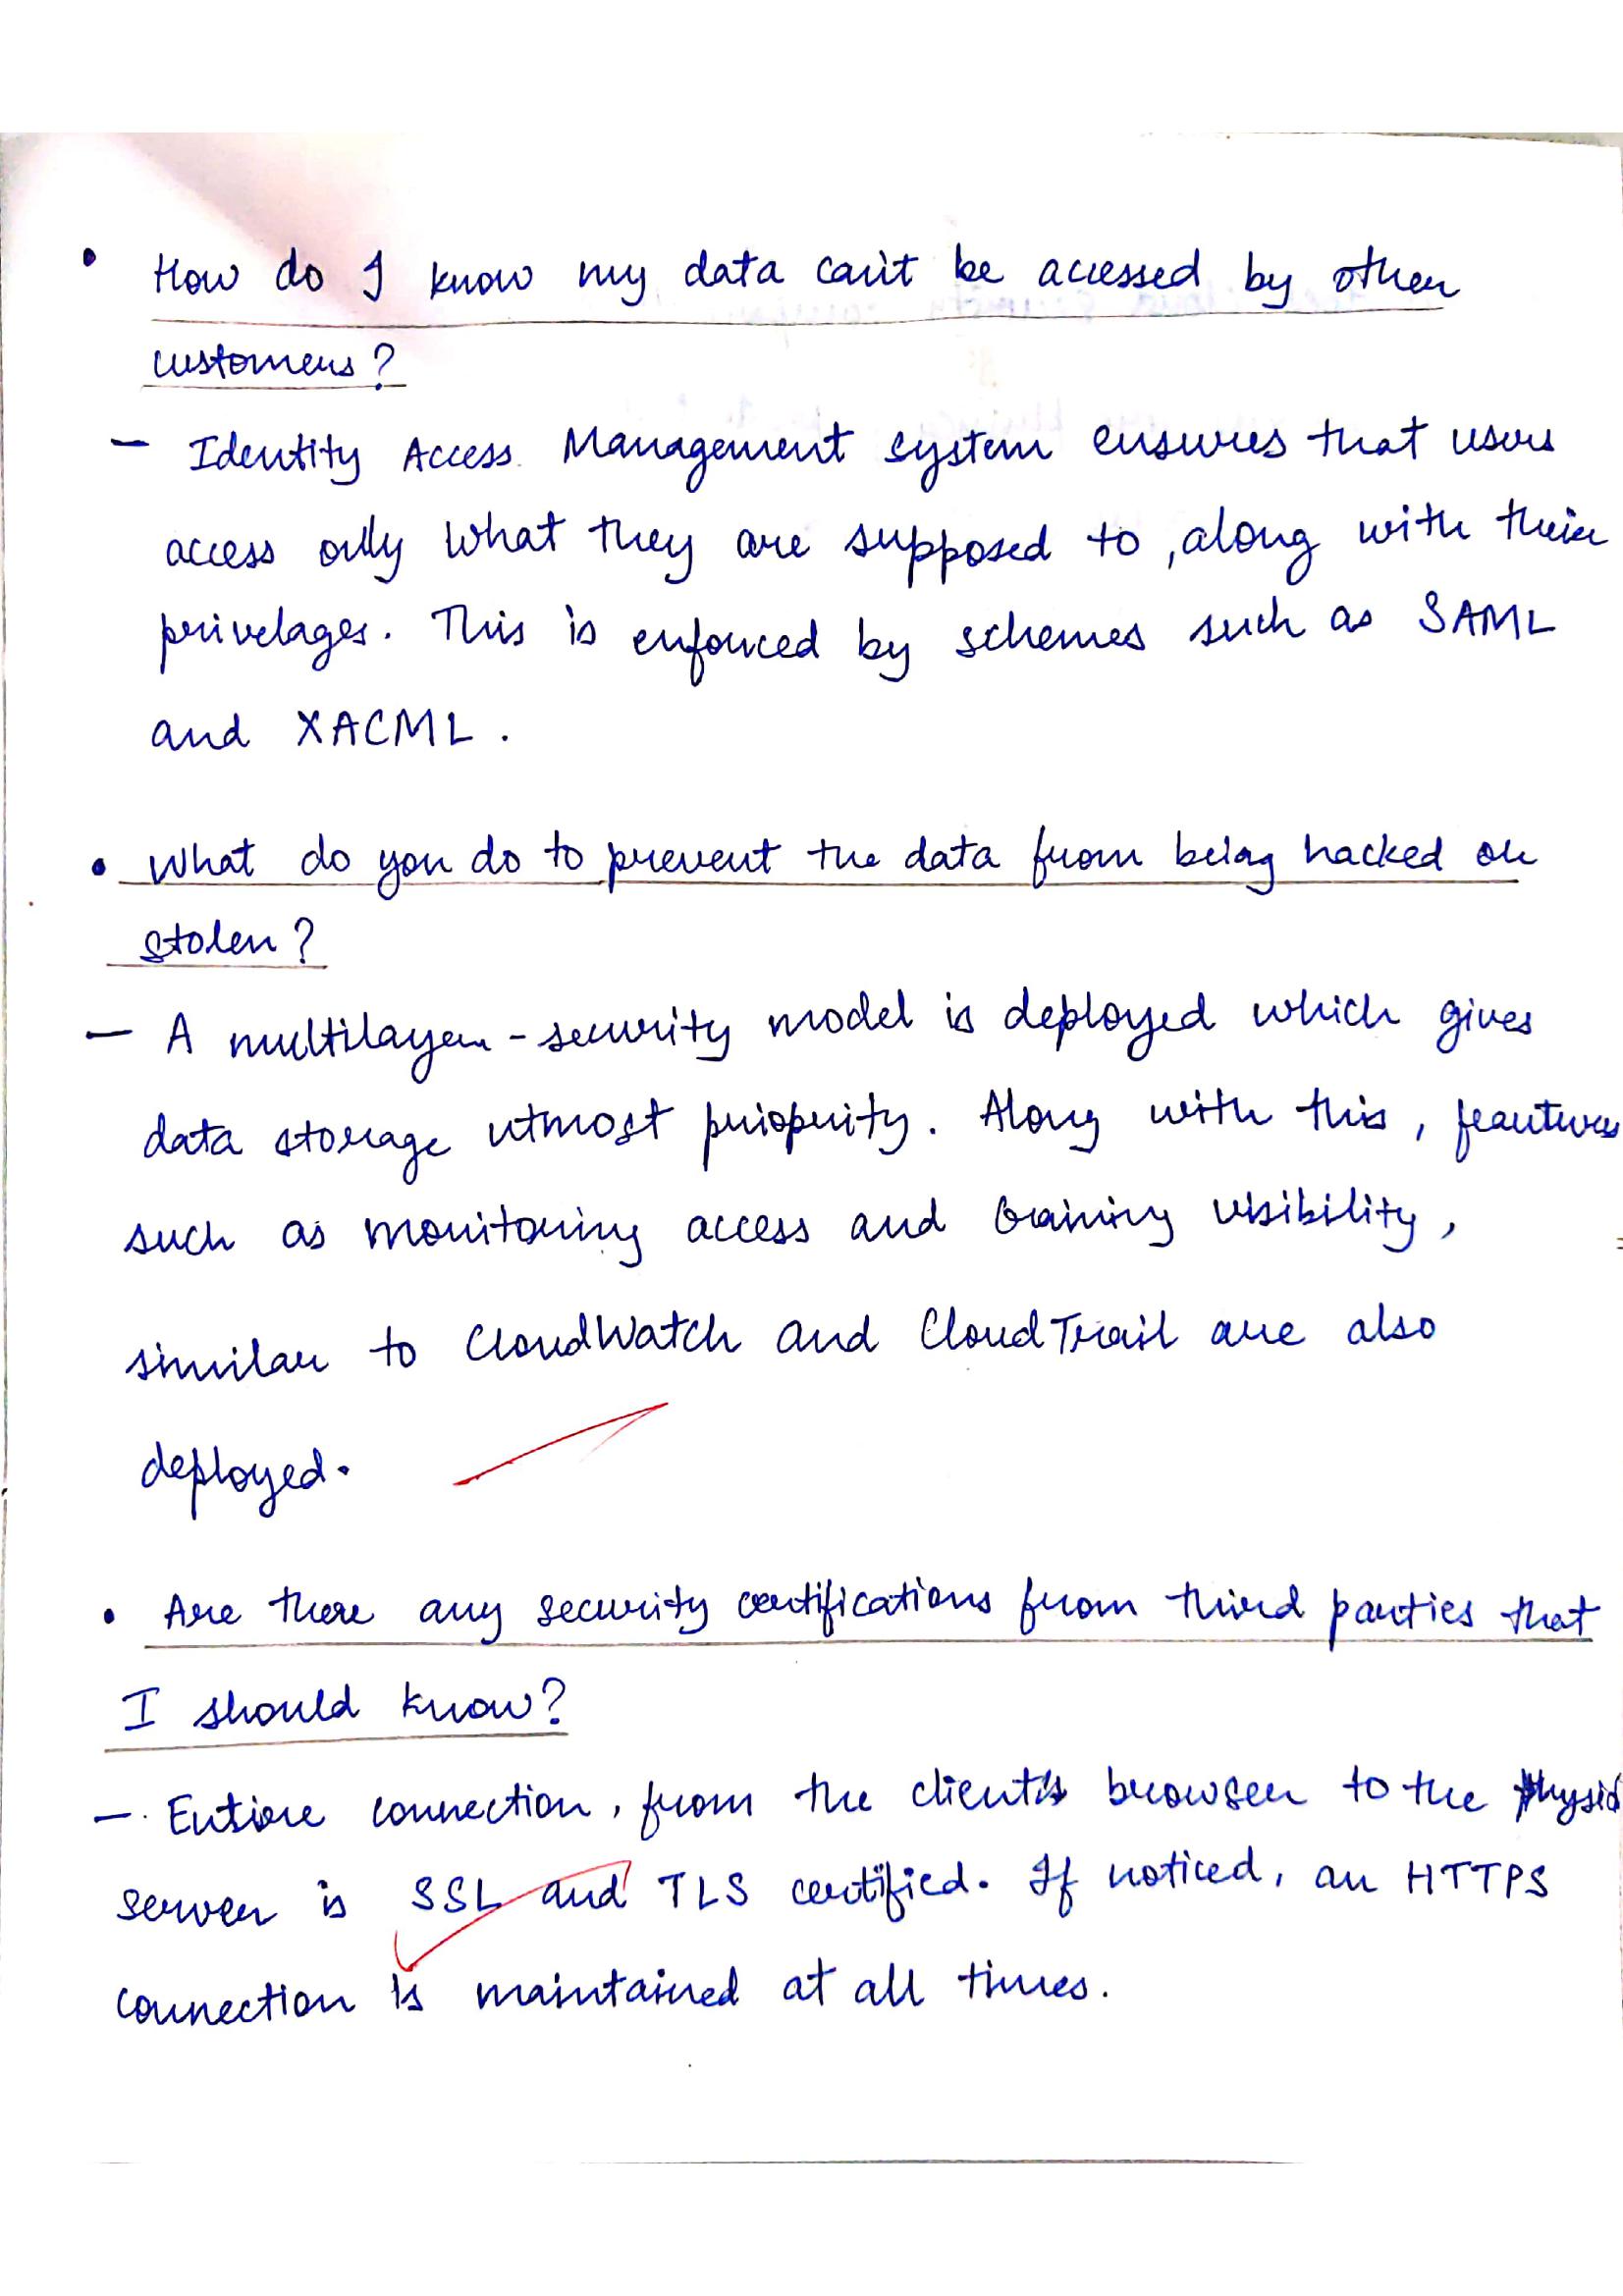 • How do I know my data can't be accessed by other
customers?
– Identity Access Management system ensures that users
access only what they are supposed to, along with their
privelages. This is enforced by schemes such as SAML
and XACML.
• What do you do to prevent the data from being hacked or
stolen?
– A multilayer-security model is deployed which gives
data storage utmost prioprity. Along with this, feautures
such as monitoring access and training visibility,
similar to CloudWatch and CloudTrail are also
deployed.
• Are there any security certifications from third parties that
I should know?
– Entire connection, from the client's browser to the
server is SSL and TLS certified. If noticed, an HTTPS
connection is maintained at all times.